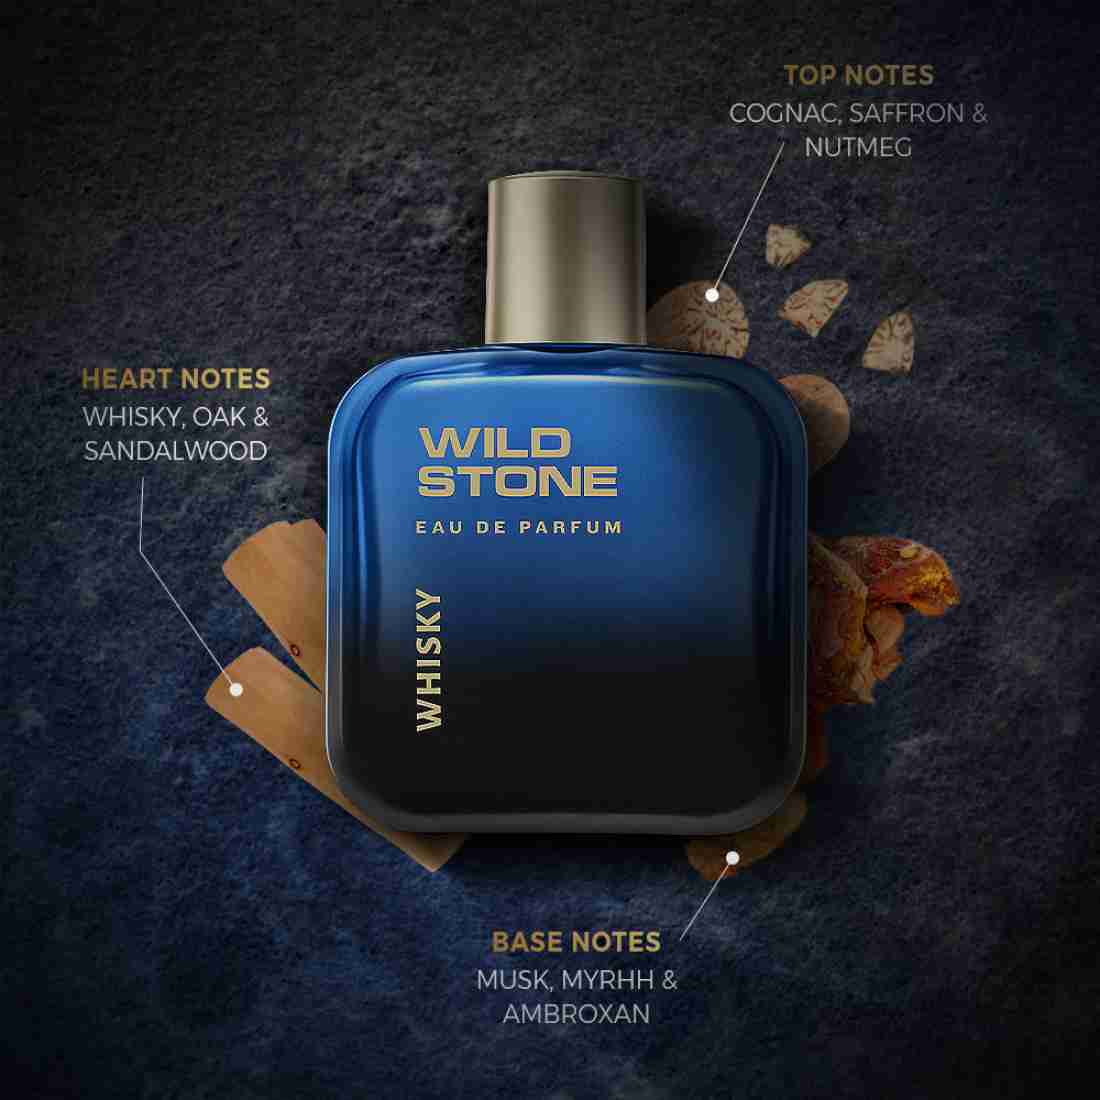 TOP NOTES
COGNAC, SAFFRON &
NUTMEG
HEART NOTES
WHISKY, OAK &
SANDALWOOD
WILD
STONE
EAU DE PARFUM
WHISKY
BASE NOTES
MUSK, MYRHH &
AMBROXAN